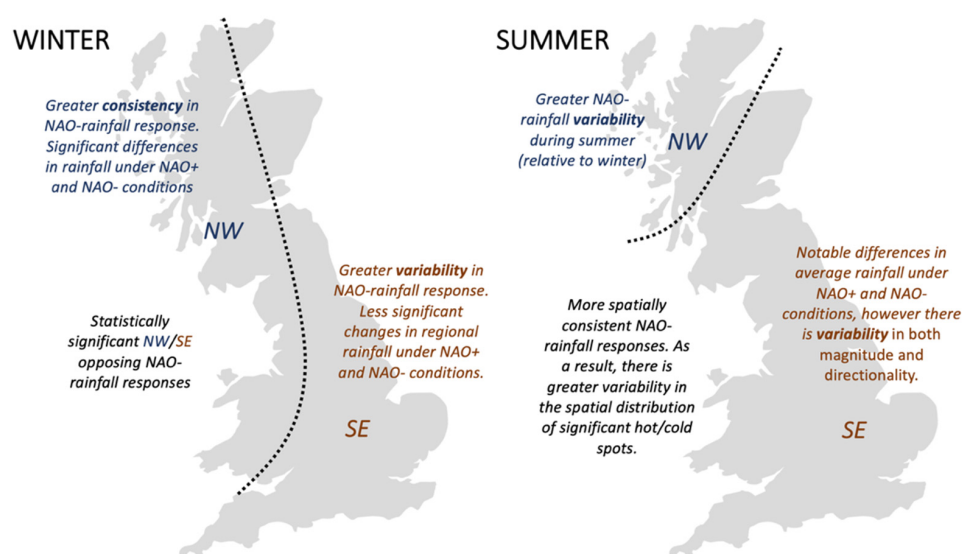 WINTER
Greater consistency in
NAO-rainfall response.
Significant differences
in rainfall under NAO+
and NAO- conditions
NW
Greater variability in
NAO-rainfall response.
Less significant
changes in regional
rainfall under NAO+
and NAO- conditions.
Statistically
significant NW/SE
opposing NAO-
rainfall responses
SE
SUMMER
Greater NAO-
rainfall variability
during summer
(relative to winter)
NW
Notable differences in
average rainfall under
NAO+ and NAO-
conditions, however there
is variability in both
magnitude and
directionality.
More spatially
consistent NAO-
rainfall responses. As
a result, there is
greater variability in
the spatial distribution
of significant hot/cold
spots.
SE